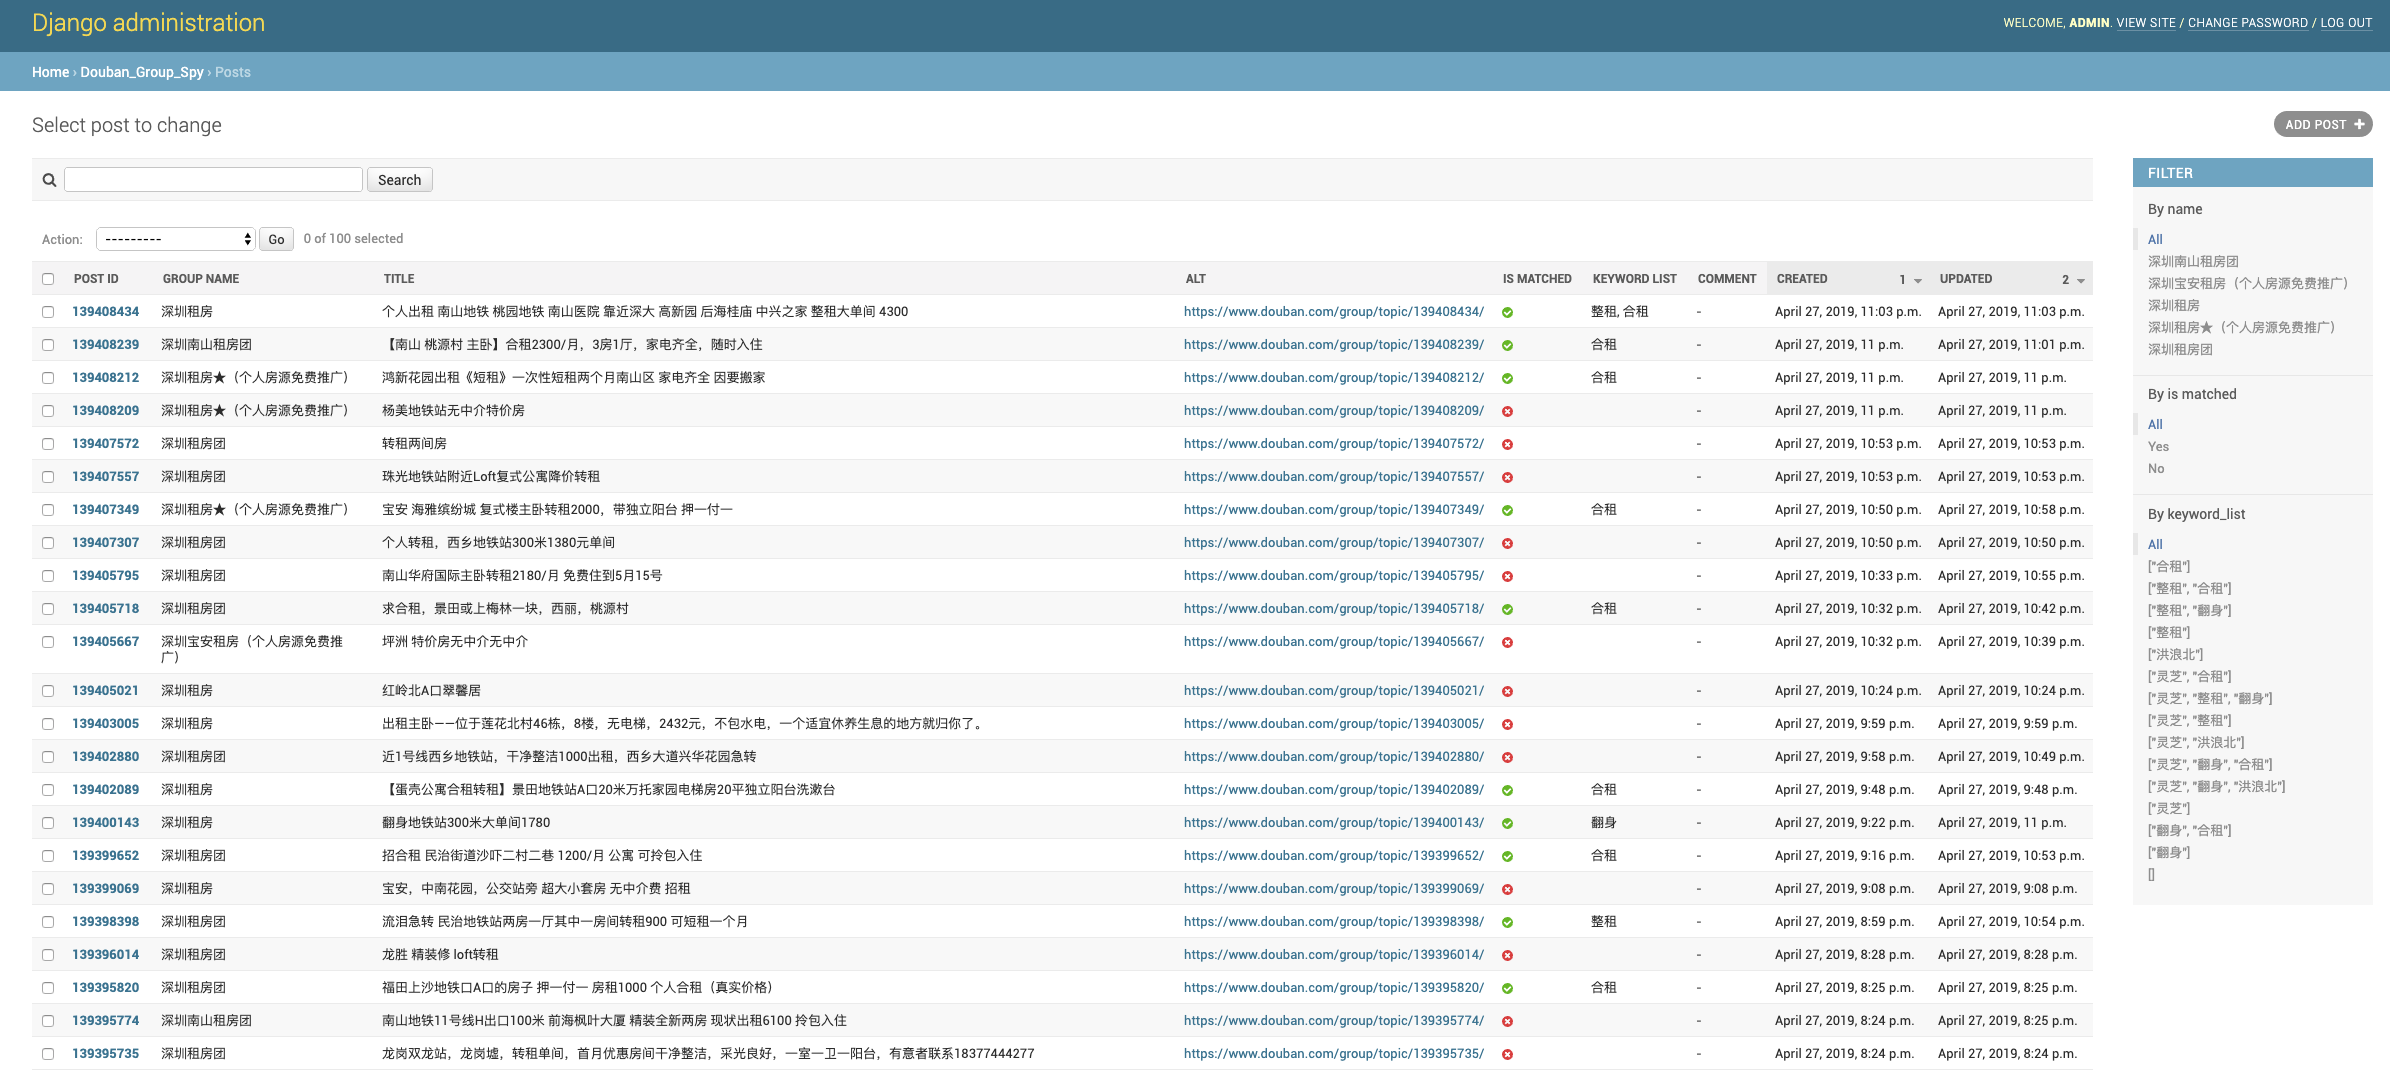 Django administration
WELCOME, ADMIN. VIEW SITE / CHANGE PASSWORD / LOG OUT
Home › Douban_Group_Spy › Posts
Select post to change
ADD POST
Search
Action: --------- Go 0 of 100 selected
POST ID GROUP NAME TITLE ALT IS MATCHED KEYWORD LIST COMMENT CREATED 1 UPDATED 2
139408434 深圳租房 个人出租 南山地铁 桃园地铁 南山医院 靠近深大 高新园 后海桂庙 中兴之家 整租大单间 4300 https://www.douban.com/group/topic/139408434/ 整租, 合租 - April 27, 2019, 11:03 p.m. April 27, 2019, 11:03 p.m.
139408239 深圳南山租房团 【南山 桃源村 主卧】合租2300/月，3房1厅，家电齐全，随时入住 https://www.douban.com/group/topic/139408239/ 合租 - April 27, 2019, 11 p.m. April 27, 2019, 11:01 p.m.
139408212 深圳租房★（个人房源免费推广） 鸿新花园出租《短租》一次性短租两个月南山区 家电齐全 因要搬家 https://www.douban.com/group/topic/139408212/ 合租 - April 27, 2019, 11 p.m. April 27, 2019, 11 p.m.
139408209 深圳租房★（个人房源免费推广） 杨美地铁站无中介特价房 https://www.douban.com/group/topic/139408209/ - April 27, 2019, 11 p.m. April 27, 2019, 11 p.m.
139407572 深圳租房团 转租两间房 https://www.douban.com/group/topic/139407572/ - April 27, 2019, 10:53 p.m. April 27, 2019, 10:53 p.m.
139407557 深圳租房团 珠光地铁站附近Loft复式公寓降价转租 https://www.douban.com/group/topic/139407557/ - April 27, 2019, 10:53 p.m. April 27, 2019, 10:53 p.m.
139407349 深圳租房★（个人房源免费推广） 宝安 海雅缤纷城 复式楼主卧转租2000，带独立阳台 押一付一 https://www.douban.com/group/topic/139407349/ 合租 - April 27, 2019, 10:50 p.m. April 27, 2019, 10:58 p.m.
139407307 深圳租房团 个人转租，西乡地铁站300米1380元单间 https://www.douban.com/group/topic/139407307/ - April 27, 2019, 10:50 p.m. April 27, 2019, 10:50 p.m.
139405795 深圳租房团 南山华府国际主卧转租2180/月 免费住到5月15号 https://www.douban.com/group/topic/139405795/ - April 27, 2019, 10:33 p.m. April 27, 2019, 10:55 p.m.
139405718 深圳租房团 求合租，景田或上梅林一块，西丽，桃源村 https://www.douban.com/group/topic/139405718/ 合租 - April 27, 2019, 10:32 p.m. April 27, 2019, 10:42 p.m.
139405667 深圳宝安租房（个人房源免费推 坪洲 特价房无中介无中介 https://www.douban.com/group/topic/139405667/ - April 27, 2019, 10:32 p.m. April 27, 2019, 10:39 p.m.
广）
139405021 深圳租房 红岭北A口翠馨居 https://www.douban.com/group/topic/139405021/ - April 27, 2019, 10:24 p.m. April 27, 2019, 10:24 p.m.
139403005 深圳租房 出租主卧——位于莲花北村46栋，8楼，无电梯，2432元，不包水电，一个适宜休养生息的地方就归你了。 https://www.douban.com/group/topic/139403005/ - April 27, 2019, 9:59 p.m. April 27, 2019, 9:59 p.m.
139402880 深圳租房团 近1号线西乡地铁站，干净整洁1000出租，西乡大道兴华花园急转 https://www.douban.com/group/topic/139402880/ - April 27, 2019, 9:58 p.m. April 27, 2019, 10:49 p.m.
139402089 深圳租房 【蛋壳公寓合租转租】景田地铁站A口20米万托家园电梯房20平独立阳台洗漱台 https://www.douban.com/group/topic/139402089/ 合租 - April 27, 2019, 9:48 p.m. April 27, 2019, 9:48 p.m.
139400143 深圳租房 翻身地铁站300米大单间1780 https://www.douban.com/group/topic/139400143/ 翻身 - April 27, 2019, 9:22 p.m. April 27, 2019, 11 p.m.
139399652 深圳租房团 招合租 民治街道沙吓二村二巷 1200/月 公寓 可拎包入住 https://www.douban.com/group/topic/139399652/ 合租 - April 27, 2019, 9:16 p.m. April 27, 2019, 10:53 p.m.
139399069 深圳租房 宝安，中南花园，公交站旁 超大小套房 无中介费 招租 https://www.douban.com/group/topic/139399069/ - April 27, 2019, 9:08 p.m. April 27, 2019, 9:08 p.m.
139398398 深圳租房团 流泪急转 民治地铁站两房一厅其中一房间转租900 可短租一个月 https://www.douban.com/group/topic/139398398/ 整租 - April 27, 2019, 8:59 p.m. April 27, 2019, 10:54 p.m.
139396014 深圳租房团 龙胜 精装修 loft转租 https://www.douban.com/group/topic/139396014/ - April 27, 2019, 8:28 p.m. April 27, 2019, 8:28 p.m.
139395820 深圳租房团 福田上沙地铁口A口的房子 押一付一 房租1000 个人合租（真实价格） https://www.douban.com/group/topic/139395820/ 合租 - April 27, 2019, 8:25 p.m. April 27, 2019, 8:25 p.m.
139395774 深圳南山租房团 南山地铁11号线H出口100米 前海枫叶大厦 精装全新两房 现状出租6100 拎包入住 https://www.douban.com/group/topic/139395774/ - April 27, 2019, 8:24 p.m. April 27, 2019, 8:25 p.m.
139395735 深圳租房团 龙岗双龙站，龙岗墟，转租单间，首月优惠房间干净整洁，采光良好，一室一卫一阳台，有意者联系18377444277 https://www.douban.com/group/topic/139395735/ - April 27, 2019, 8:24 p.m. April 27, 2019, 8:24 p.m.
FILTER
By name
All
深圳南山租房团
深圳宝安租房（个人房源免费推广）
深圳租房
深圳租房★（个人房源免费推广）
深圳租房团
By is matched
All
Yes
No
By keyword_list
All
["合租"]
["整租", "合租"]
["整租", "翻身"]
["整租"]
["洪浪北"]
["灵芝", "合租"]
["灵芝", "整租", "翻身"]
["灵芝", "整租"]
["灵芝", "洪浪北"]
["灵芝", "翻身", "合租"]
["灵芝", "翻身", "洪浪北"]
["灵芝"]
["翻身", "合租"]
["翻身"]
[]